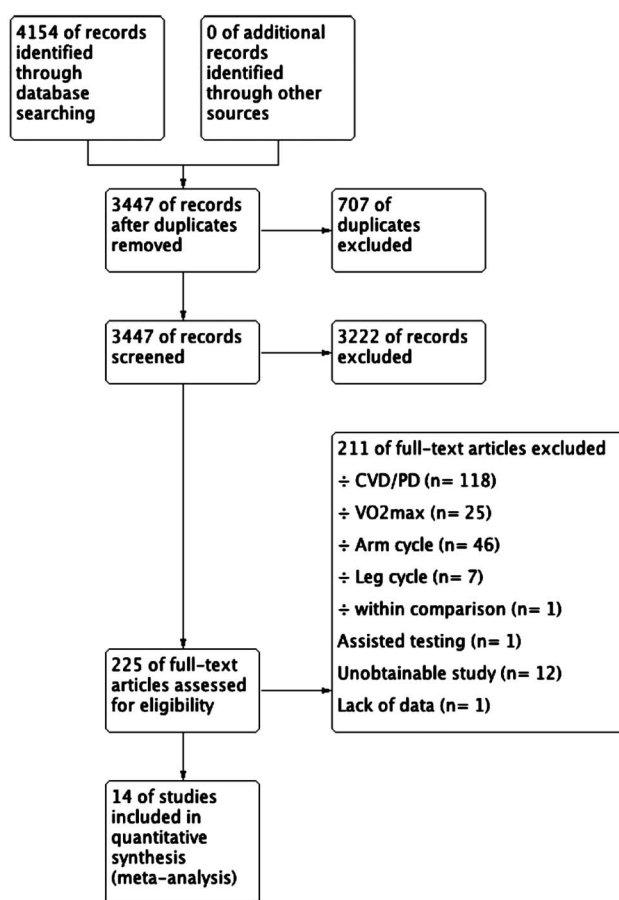 4154 of records
identified
through
database
searching
0 of additional
records
identified
through other
sources
3447 of records
after duplicates
removed
707 of
duplicates
excluded
3447 of records
screened
3222 of records
excluded
211 of full-text articles excluded
÷ CVD/PD (n= 118)
÷ VO2max (n= 25)
÷ Arm cycle (n= 46)
÷ Leg cycle (n= 7)
÷ within comparison (n= 1)
Assisted testing (n= 1)
Unobtainable study (n= 12)
Lack of data (n= 1)
225 of full-text
articles assessed
for eligibility
14 of studies
included in
quantitative
synthesis
(meta-analysis)